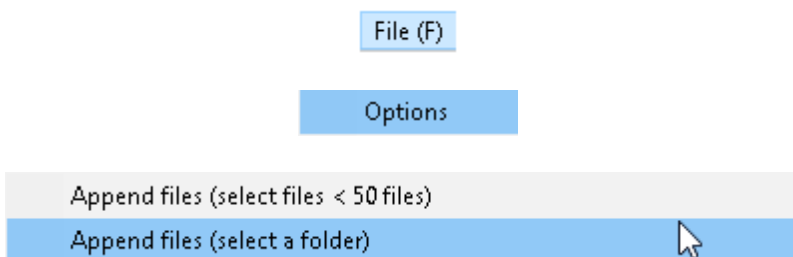 File (F)
Options
Append files (select files < 50 files)
Append files (select a folder)